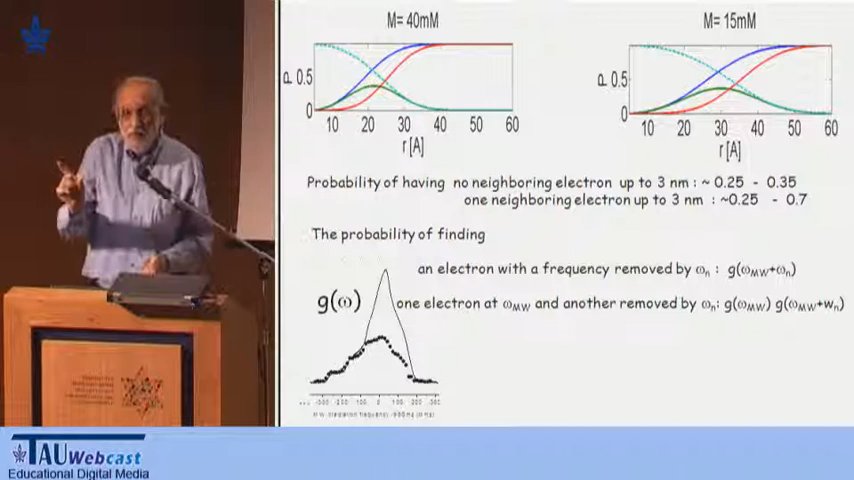 M= 40mM
M= 15mM
P
0.5
0
10 20 30 40 50 60
r [A]
P
0.5
0
10 20 30 40 50 60
r [A]
Probability of having no neighboring electron up to 3 nm : ~ 0.25 - 0.35
one neighboring electron up to 3 nm : ~0.25 - 0.7
The probability of finding
an electron with a frequency removed by ωn : g(ωMW+ωn)
g(ω)
one electron at ωMW and another removed by ωn: g(ωMW) g(ωMW+wn)
TAU Webcast
Educational Digital Media